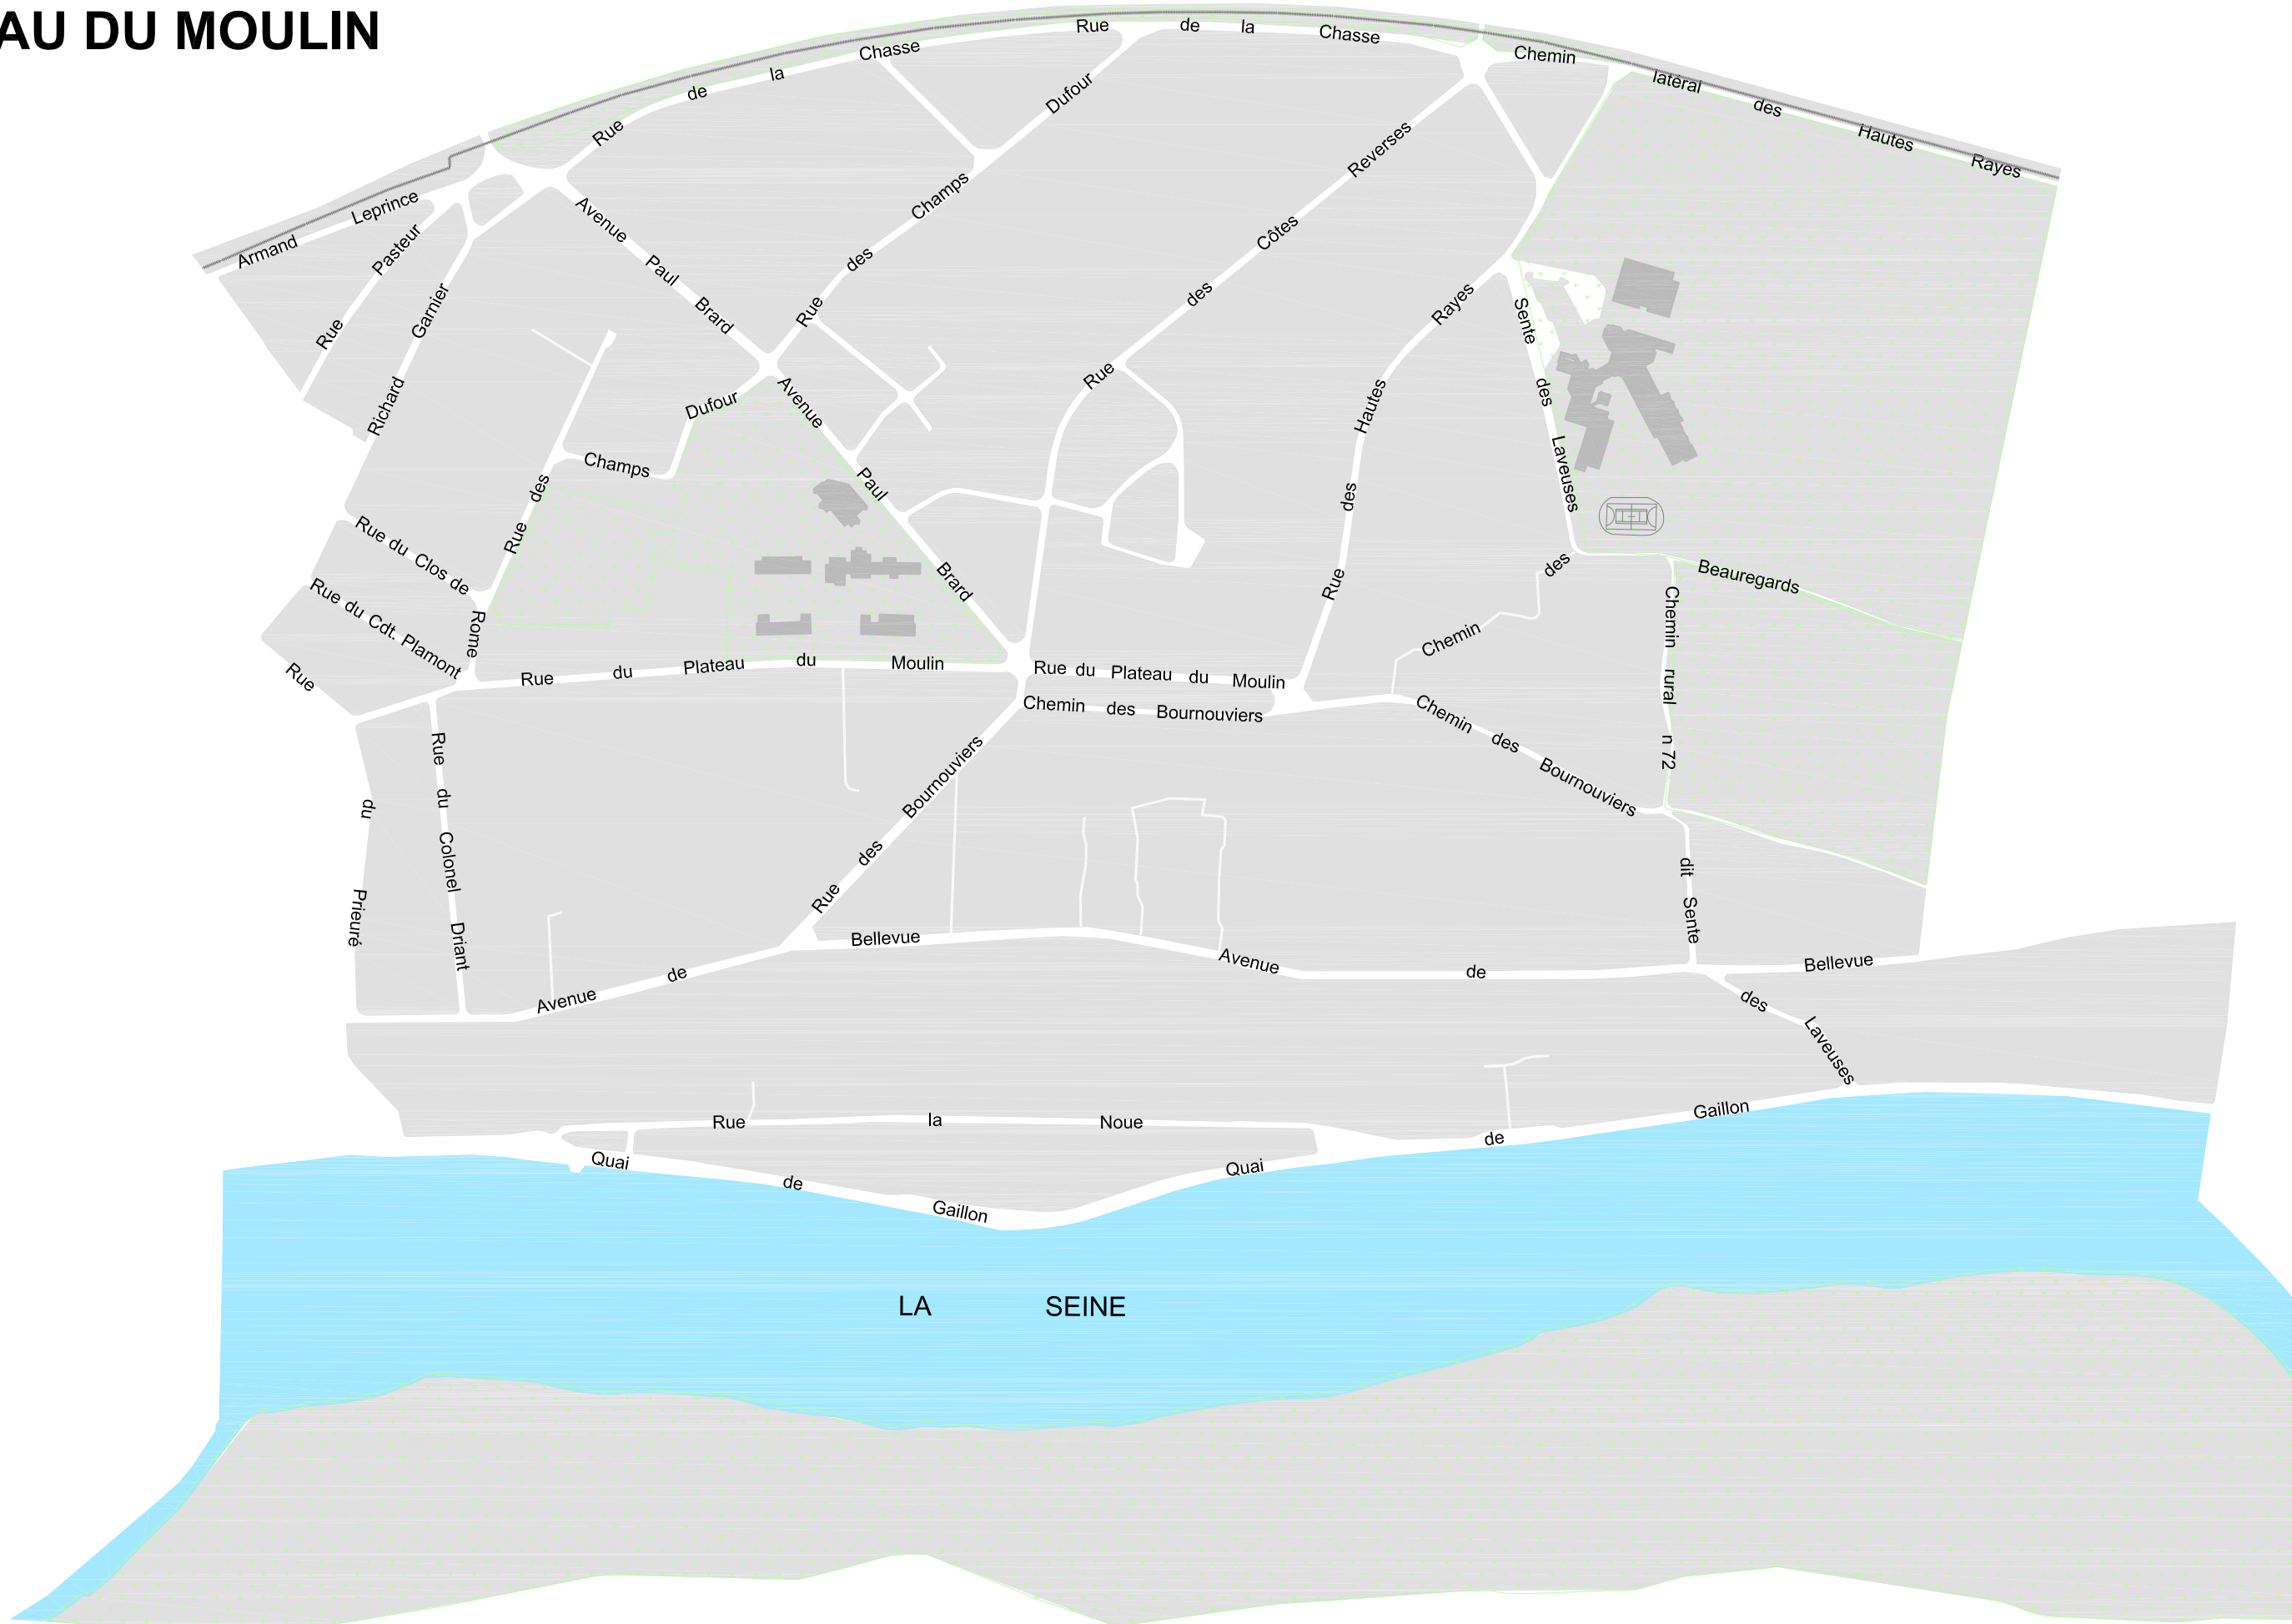 AU DU MOULIN
Rue de la Chasse
Rue de la Chasse
Chemin latéral des Hautes Rayes
Armand Leprince
Rue Pasteur
Richard Garnier
Avenue Paul Brard
Rue des Champs Dufour
Rue des Côtes Reverses
Rue des Hautes Rayes
Sente des Laveuses
Avenue Paul Brard
Rue des Champs Dufour
Rue du Clos de Rome
Rue du Cdt. Plamont
Chemin des Beauregards
Chemin rural n 72 dit Sente des Laveuses
Rue du Plateau du Moulin
Rue du Plateau du Moulin
Chemin des Bournouviers
Chemin des Bournouviers
Rue du Prieuré
Rue du Colonel Driant
Rue des Bournouviers
Avenue de Bellevue
Avenue de Bellevue
Rue la Noue
Quai de Gaillon
Quai de Gaillon
LA SEINE